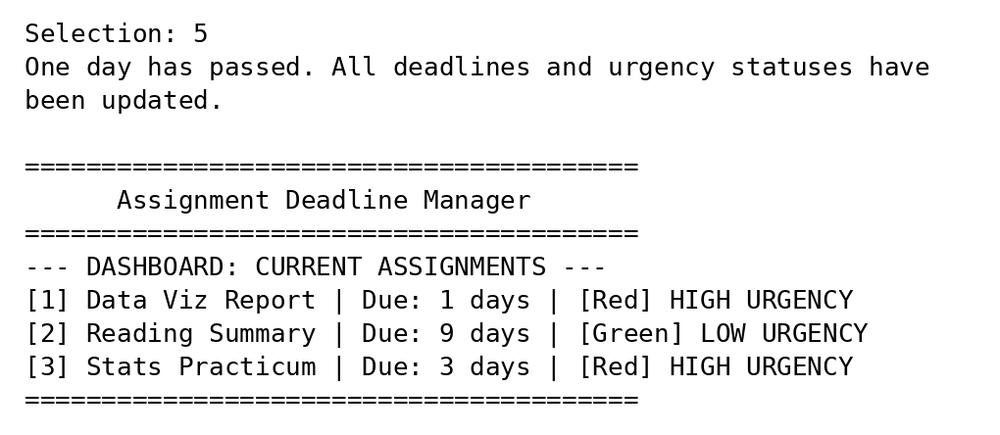 Selection: 5
One day has passed. All deadlines and urgency statuses have
been updated.

========================================
      Assignment Deadline Manager
========================================
--- DASHBOARD: CURRENT ASSIGNMENTS ---
[1] Data Viz Report | Due: 1 days | [Red] HIGH URGENCY
[2] Reading Summary | Due: 9 days | [Green] LOW URGENCY
[3] Stats Practicum | Due: 3 days | [Red] HIGH URGENCY
========================================